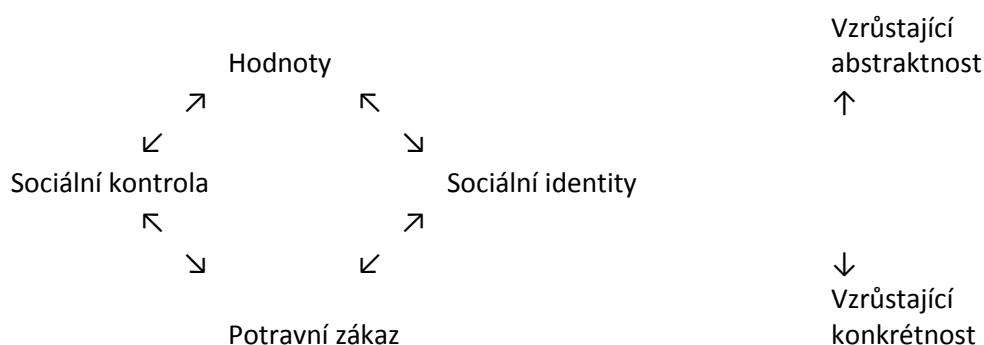 Vzrůstající
Hodnoty abstraktnost
↗ ↖ ↑
↙ ↘
Sociální kontrola Sociální identity
↖ ↗
↘ ↙ ↓
Vzrůstající
Potravní zákaz konkrétnost